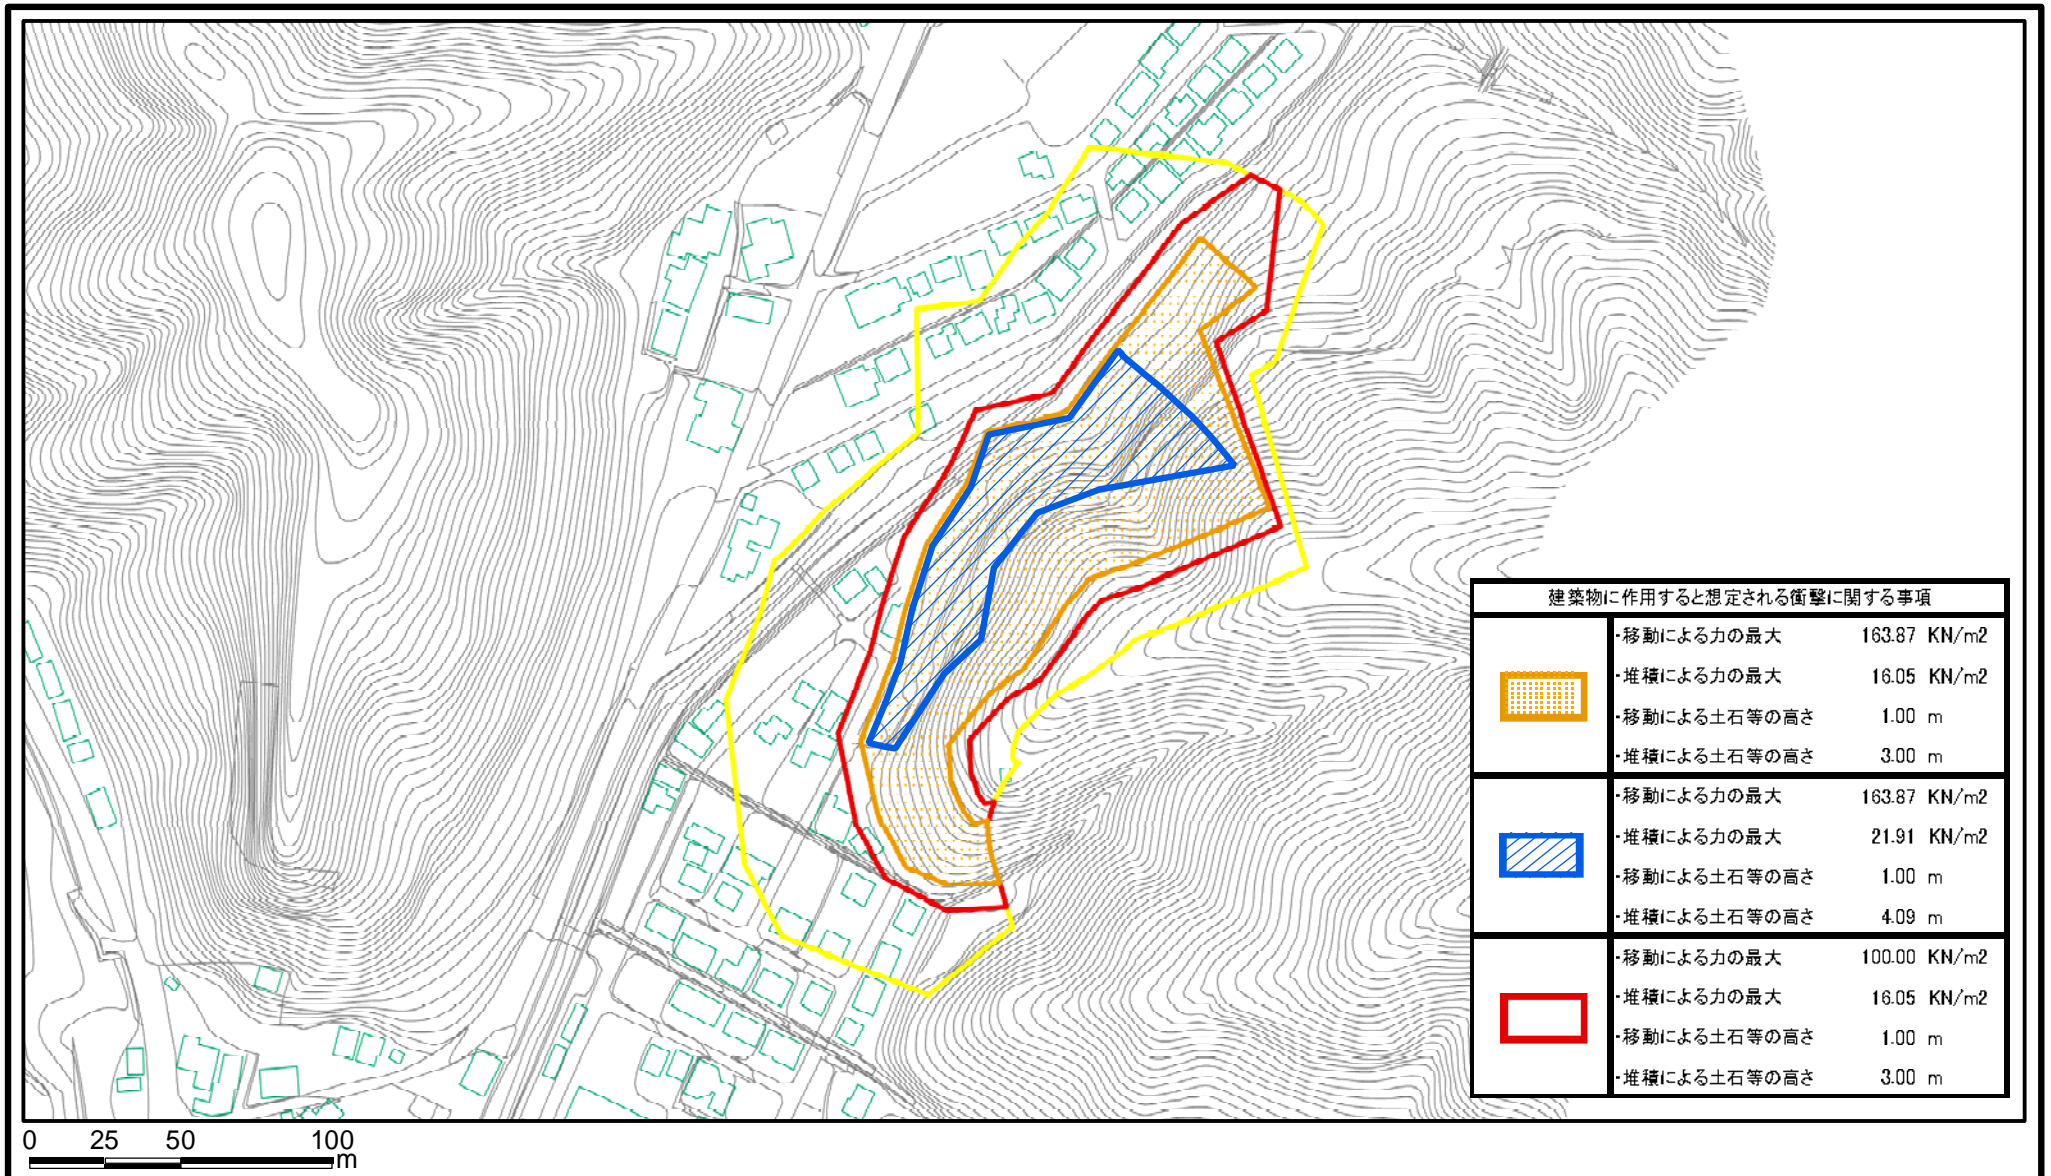 建築物に作用すると想定される衝撃に関する事項
・移動による力の最大 163.87 KN/m2
・堆積による力の最大 16.05 KN/m2
・移動による土石等の高さ 1.00 m
・堆積による土石等の高さ 3.00 m
・移動による力の最大 163.87 KN/m2
・堆積による力の最大 21.91 KN/m2
・移動による土石等の高さ 1.00 m
・堆積による土石等の高さ 4.09 m
・移動による力の最大 100.00 KN/m2
・堆積による力の最大 16.05 KN/m2
・移動による土石等の高さ 1.00 m
・堆積による土石等の高さ 3.00 m
0 25 50 100
m